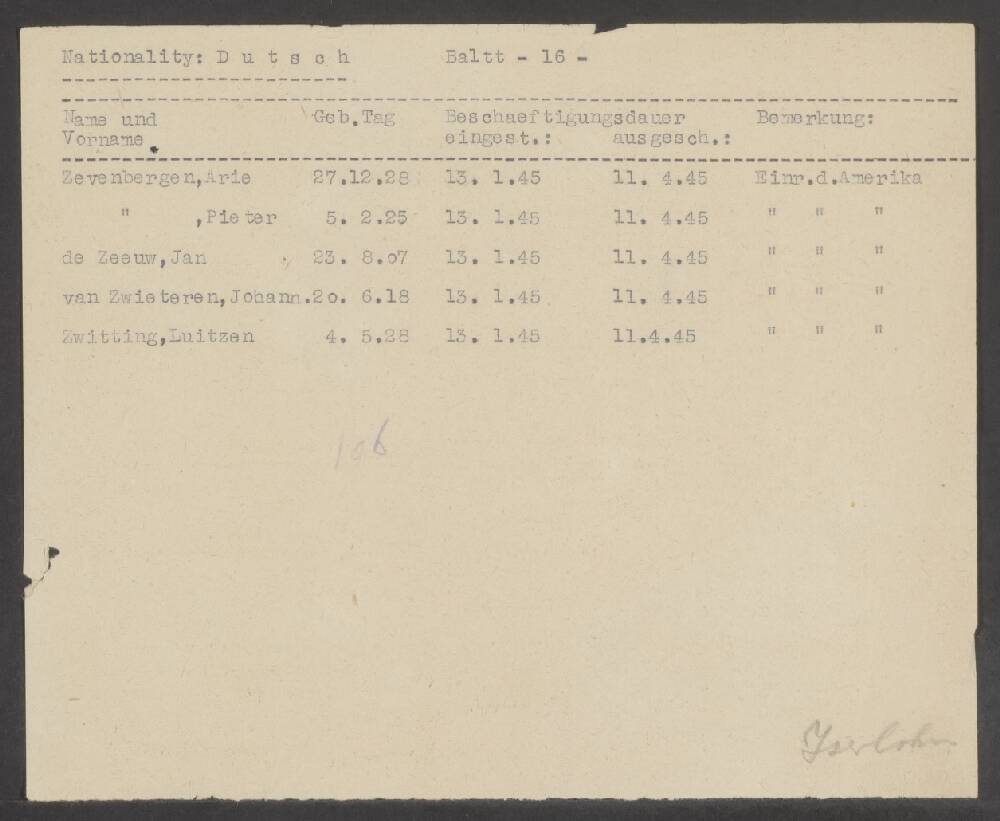 Nationality: D u t s c h Baltt - 16 -
Name und Geb.Tag Beschaeftigungsdauer Bemerkung:
Vorname eingest.: ausgesch.:
Zevenbergen,Arie 27.12.28 13. 1.45 11. 4.45 Einr.d.Amerika
" ,Pieter 5. 2.25 13. 1.45 11. 4.45 " " "
de Zeeuw,Jan 23. 8.o7 13. 1.45 11. 4.45 " " "
van Zwieteren,Johann.2o. 6.18 13. 1.45 11. 4.45 " " "
Zwitting,Luitzen 4. 5.28 13. 1.45 11.4.45 " " "
106
Iserlohn